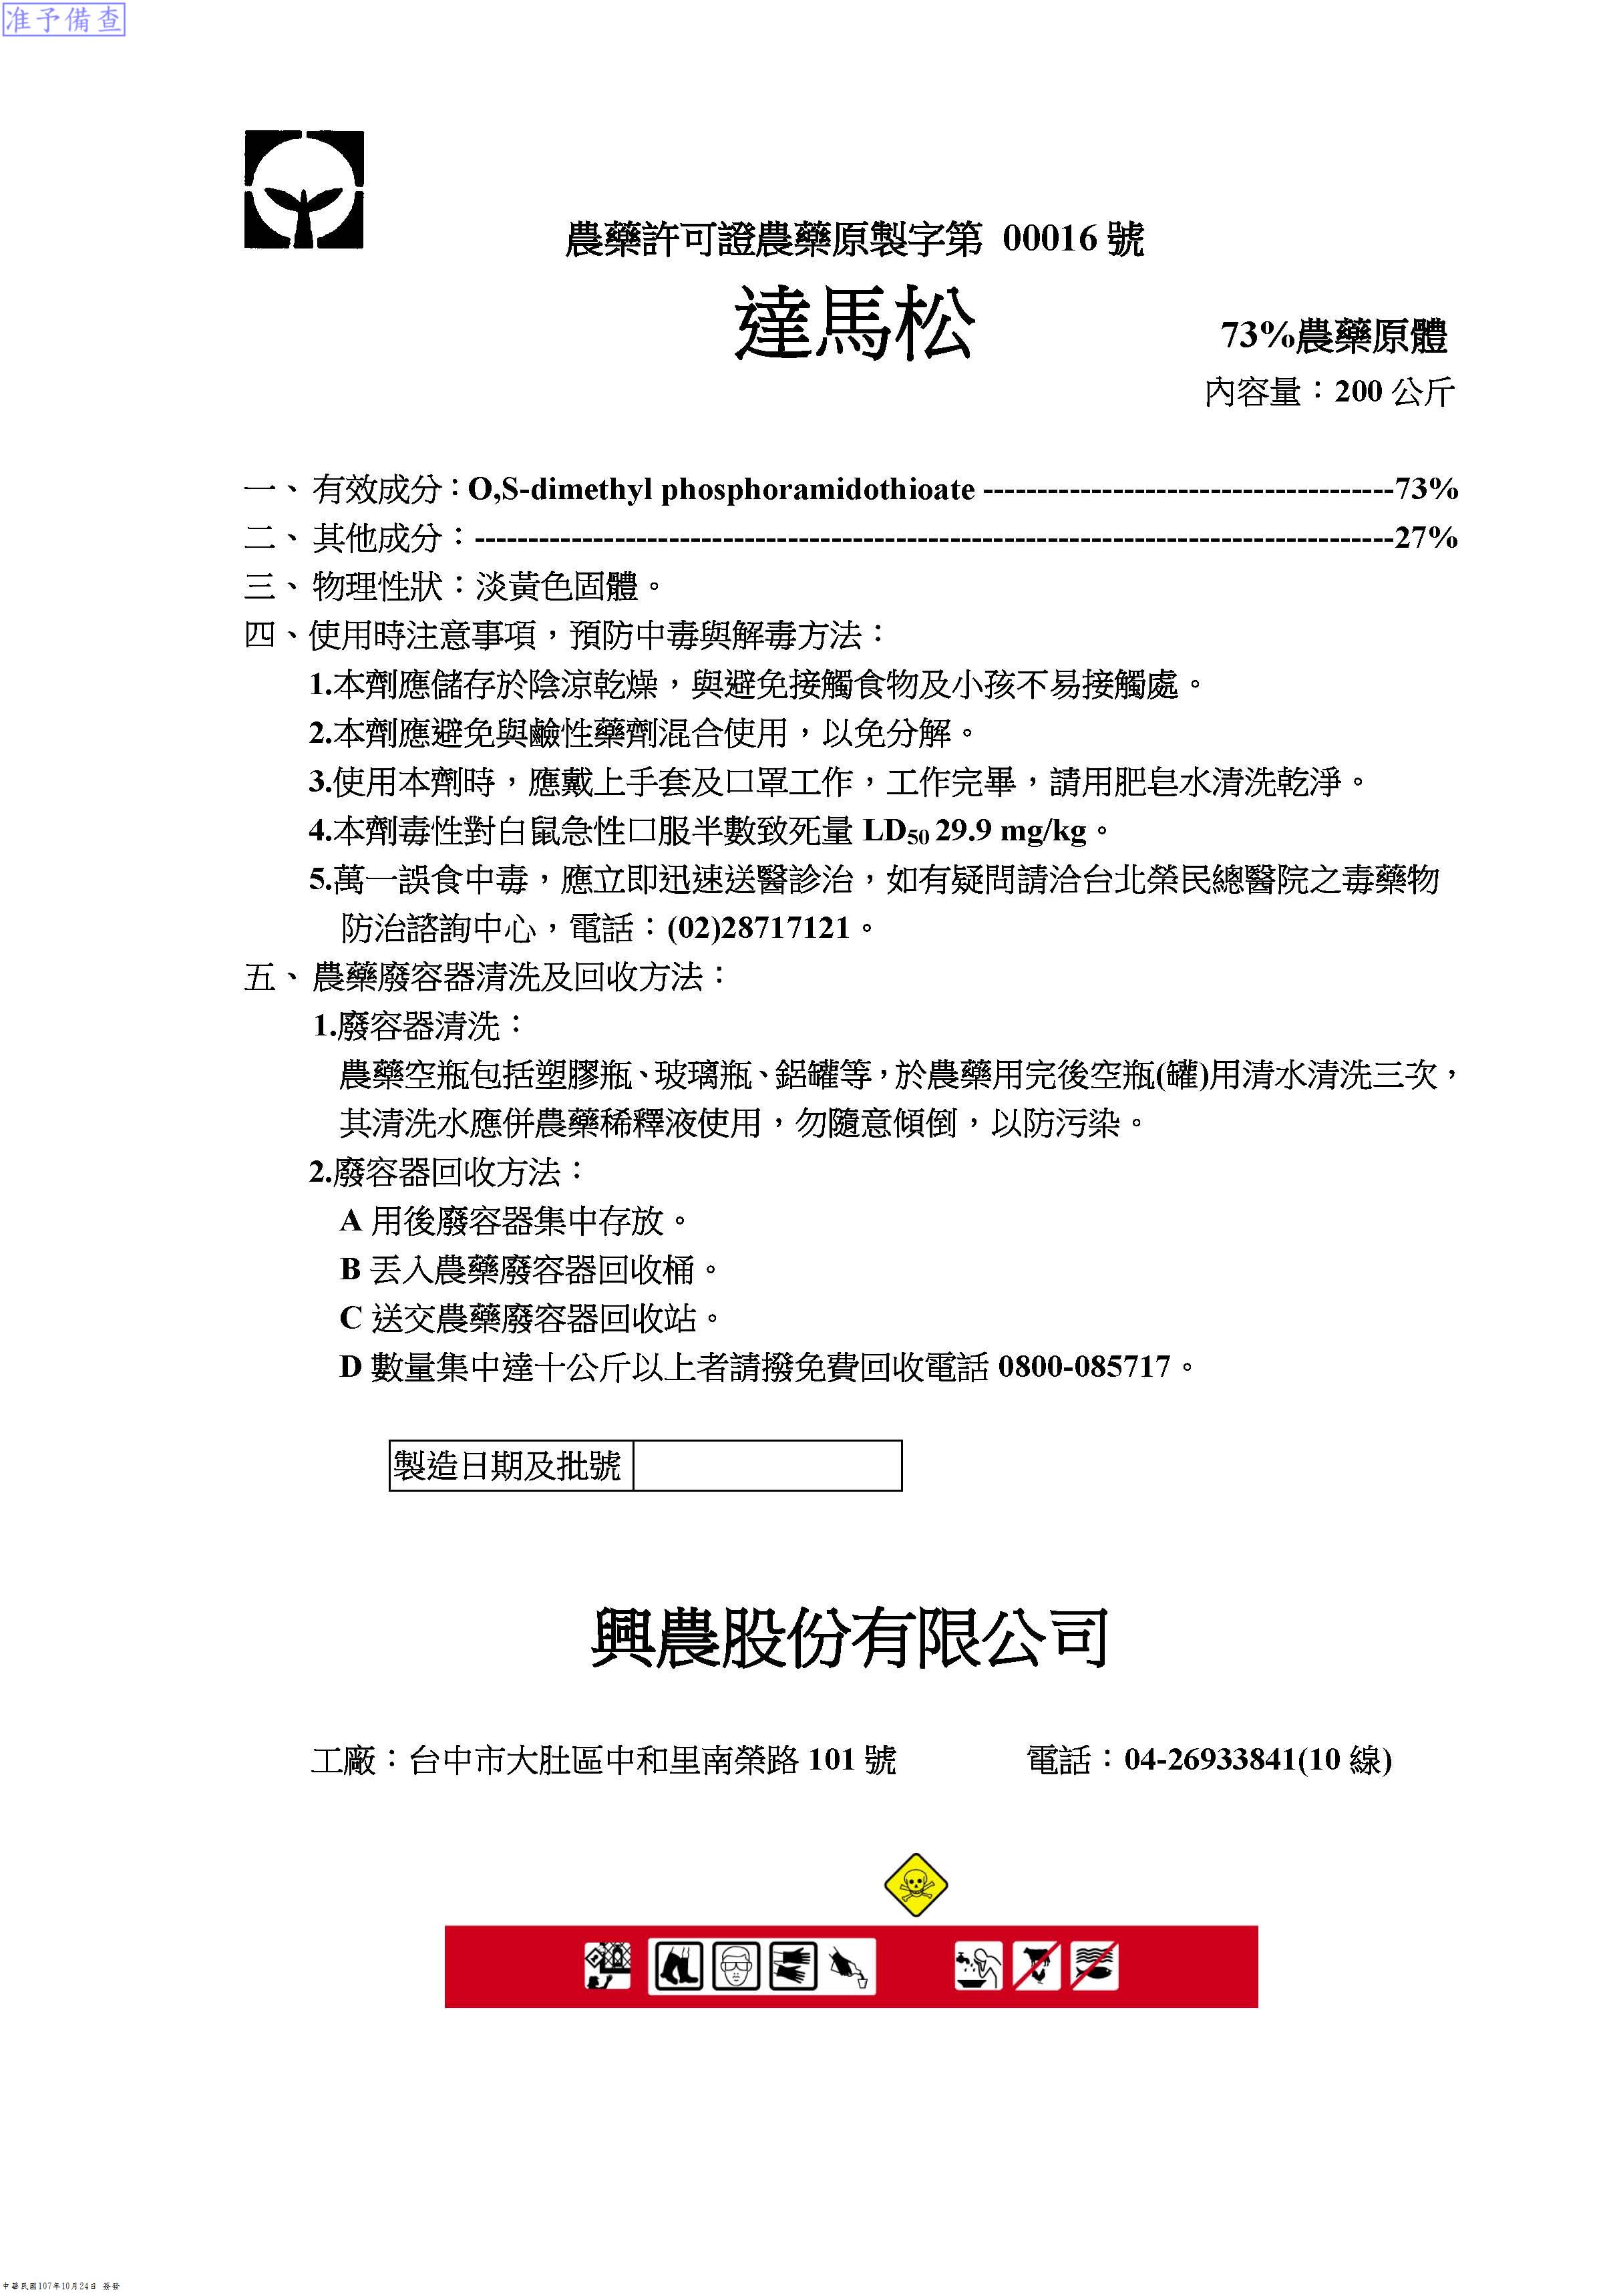 准予備查
農藥許可證農藥原製字第 00016 號
達馬松
73%農藥原體
內容量：200 公斤
一、 有效成分：O,S-dimethyl phosphoramidothioate --------------------------------------73%
二、 其他成分：-------------------------------------------------------------------------------------27%
三、 物理性狀：淡黃色固體。
四、使用時注意事項，預防中毒與解毒方法：
1.本劑應儲存於陰涼乾燥，與避免接觸食物及小孩不易接觸處。
2.本劑應避免與鹼性藥劑混合使用，以免分解。
3.使用本劑時，應戴上手套及口罩工作，工作完畢，請用肥皂水清洗乾淨。
4.本劑毒性對白鼠急性口服半數致死量 LD50 29.9 mg/kg。
5.萬一誤食中毒，應立即迅速送醫診治，如有疑問請洽台北榮民總醫院之毒藥物
防治諮詢中心，電話：(02)28717121。
五、 農藥廢容器清洗及回收方法：
1.廢容器清洗：
農藥空瓶包括塑膠瓶、玻璃瓶、鋁罐等，於農藥用完後空瓶(罐)用清水清洗三次，
其清洗水應併農藥稀釋液使用，勿隨意傾倒，以防污染。
2.廢容器回收方法：
A 用後廢容器集中存放。
B 丟入農藥廢容器回收桶。
C 送交農藥廢容器回收站。
D 數量集中達十公斤以上者請撥免費回收電話 0800-085717。
製造日期及批號
興農股份有限公司
工廠：台中市大肚區中和里南榮路 101 號 電話：04-26933841(10 線)
中華民國107年10月24日 簽發